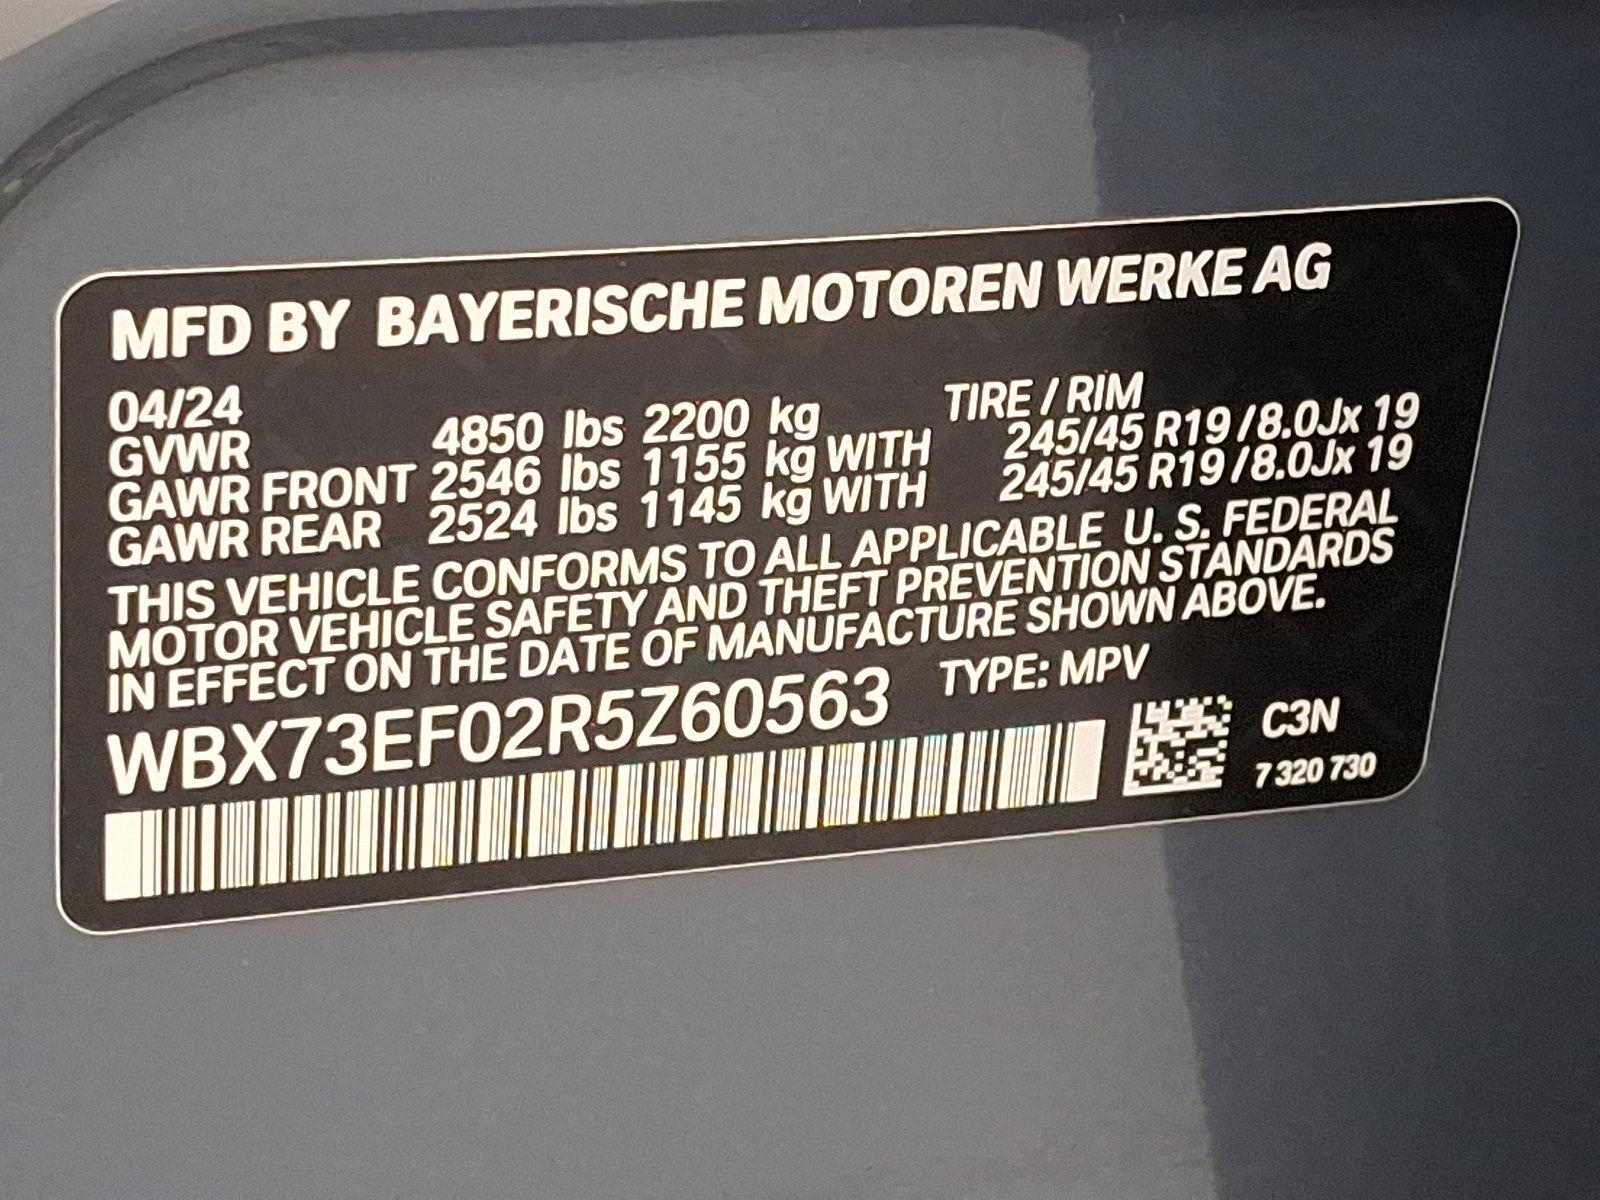 MFD BY BAYERISCHE MOTOREN WERKE AG
04/24 TIRE / RIM
GVWR 4850 lbs 2200 kg
GAWR FRONT 2546 lbs 1155 kg WITH 245/45 R19 / 8.0Jx 19
GAWR REAR 2524 lbs 1145 kg WITH 245/45 R19 / 8.0Jx 19
THIS VEHICLE CONFORMS TO ALL APPLICABLE U. S. FEDERAL
MOTOR VEHICLE SAFETY AND THEFT PREVENTION STANDARDS
IN EFFECT ON THE DATE OF MANUFACTURE SHOWN ABOVE.
WBX73EF02R5Z60563 TYPE: MPV
C3N
7 320 730